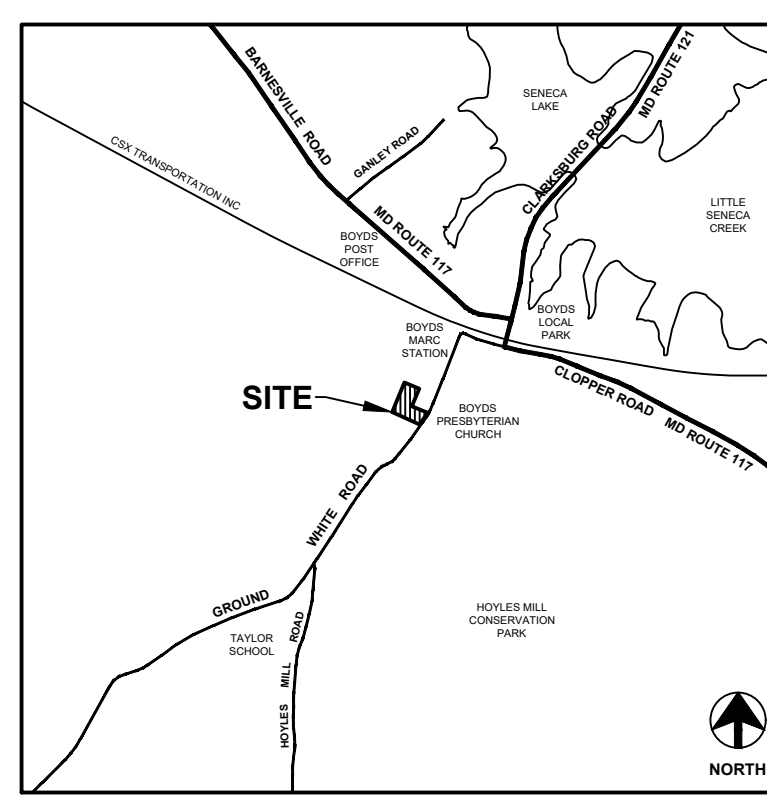 BARNESVILLE ROAD
GANLEY ROAD
CSX TRANSPORTATION INC
SENECA
LAKE
CLARKSBURG ROAD
MD ROUTE 121
LITTLE
SENECA
CREEK
MD ROUTE 117
BOYDS
POST
OFFICE
BOYDS
LOCAL
PARK
BOYDS
MARC
STATION
CLOPPER ROAD MD ROUTE 117
SITE
BOYDS
PRESBYTERIAN
CHURCH
WHITE ROAD
GROUND
TAYLOR
SCHOOL
HOYLES MILL ROAD
HOYLES MILL
CONSERVATION
PARK
NORTH